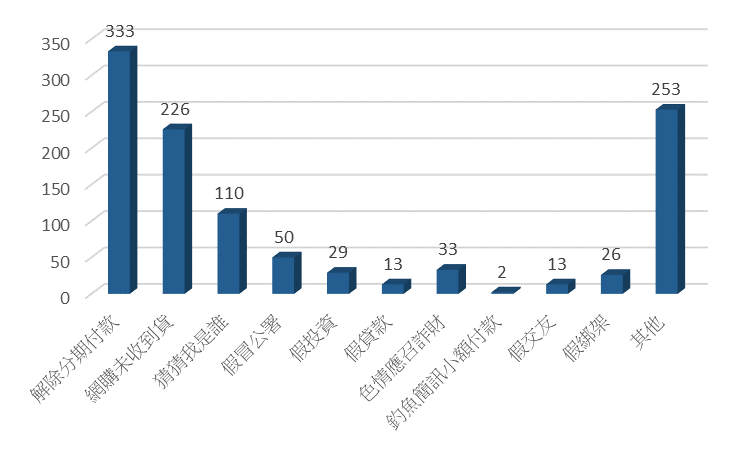 350
300
250
200
150
100
50
0
333
226
110
50
29
13
33
2
13
26
253
解除分期付款
網購未收到貨
猜猜我是誰
假冒公署
假投資
假貸款
色情應召詐財
釣魚簡訊小額付款
假交友
假綁架
其他